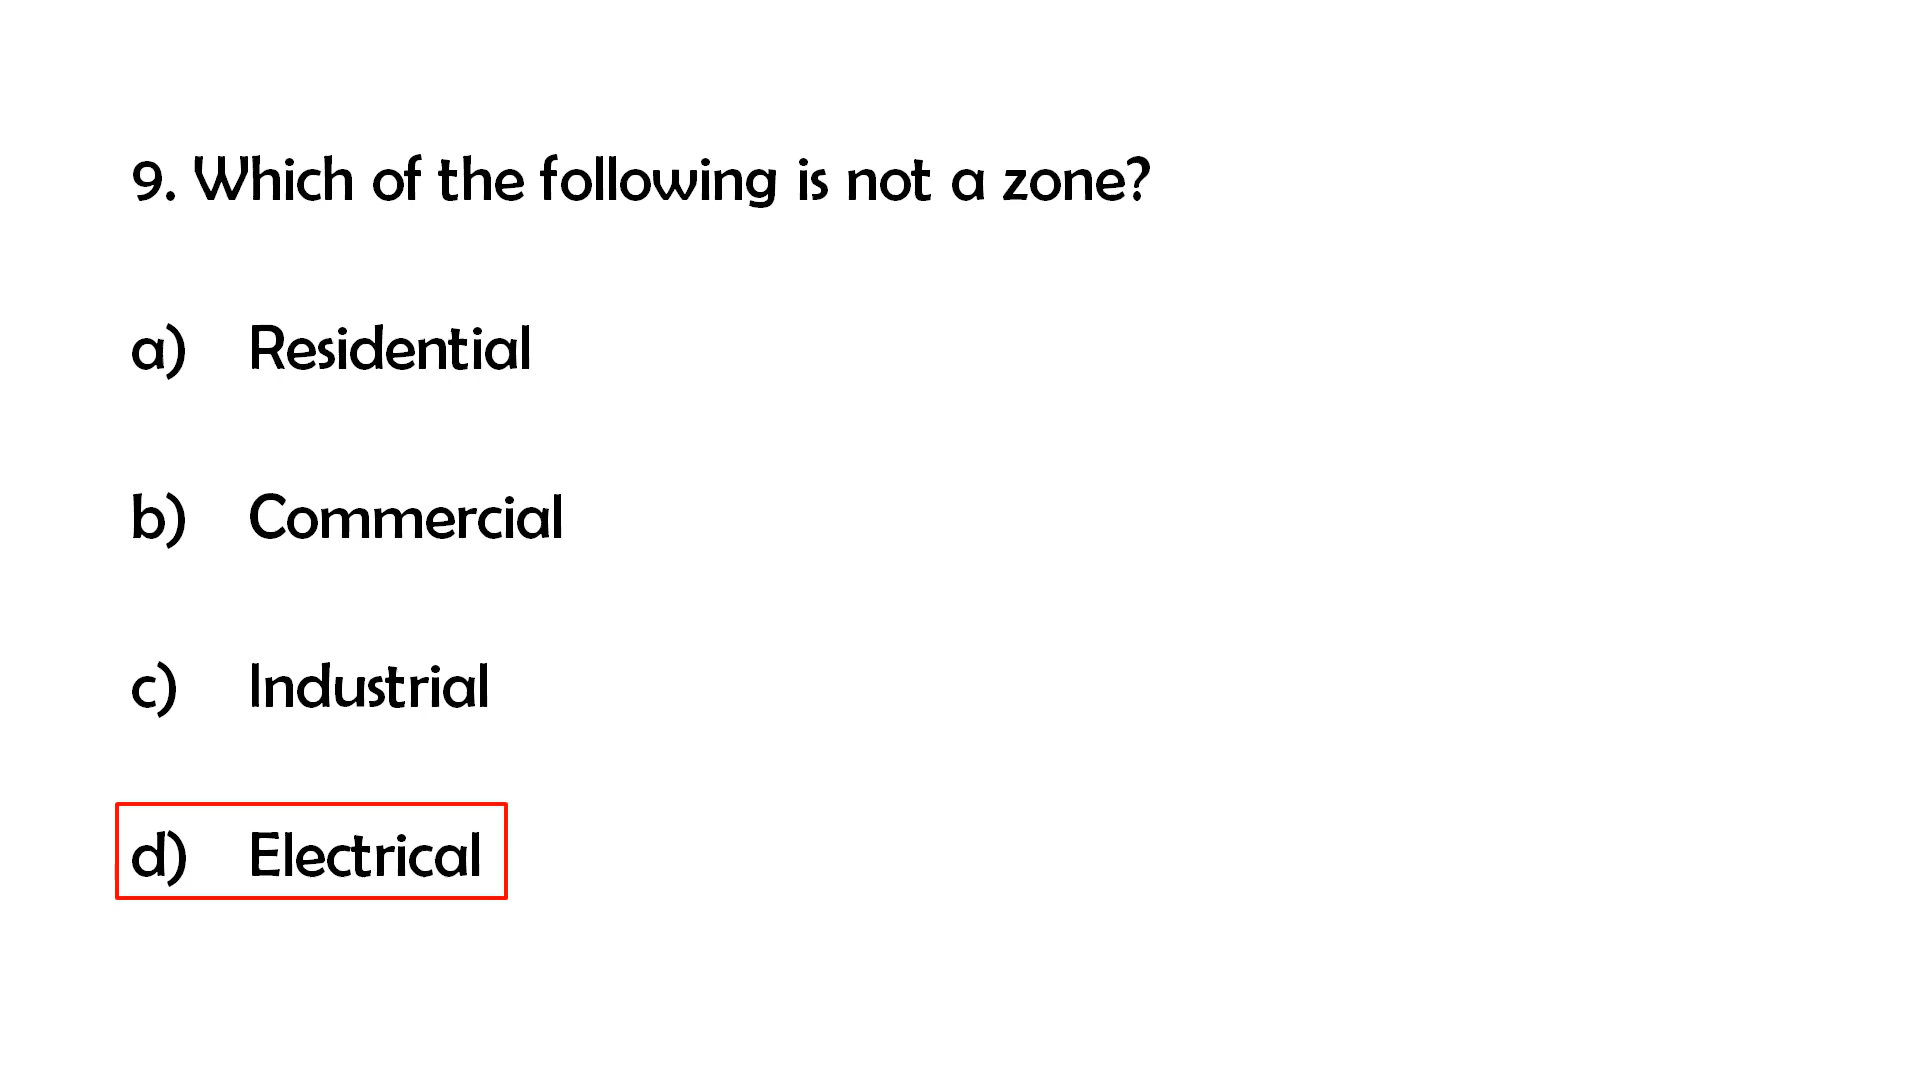 9. Which of the following is not a zone?
a) Residential
b) Commercial
c) Industrial
d) Electrical